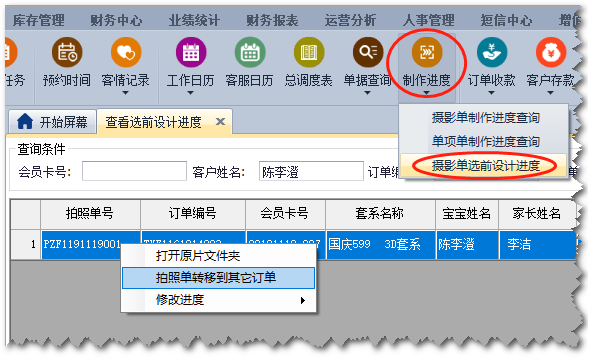 库存管理 财务中心 业绩统计 财务报表 运营分析 人事管理 短信中心 增值
任务 预约时间 客情记录 工作日历 客服日历 总调度表 单据查询 制作进度 订单收款 客户存款
摄影单制作进度查询
单项单制作进度查询
摄影单选前设计进度
开始屏幕 查看选前设计进度
查询条件
会员卡号: 客户姓名: 陈李澄 订单编
拍照单号 订单编号 会员卡号 套系名称 宝宝姓名 家长姓名
1 PZF1191119001 国庆599 3D套系 陈李澄 李洁
打开原片文件夹
拍照单转移到其它订单
修改进度